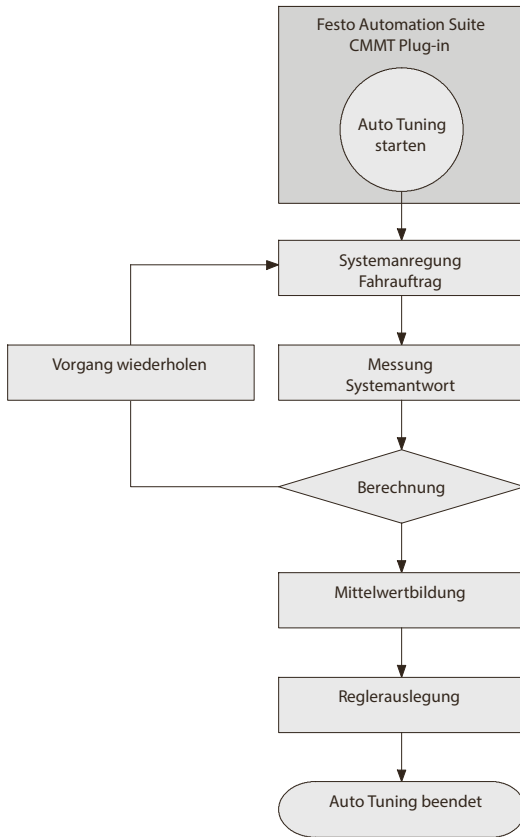 Festo Automation Suite
CMMT Plug-in
Auto Tuning
starten
Systemanregung
Fahrauftrag
Vorgang wiederholen
Messung
Systemantwort
Berechnung
Mittelwertbildung
Reglerauslegung
Auto Tuning beendet